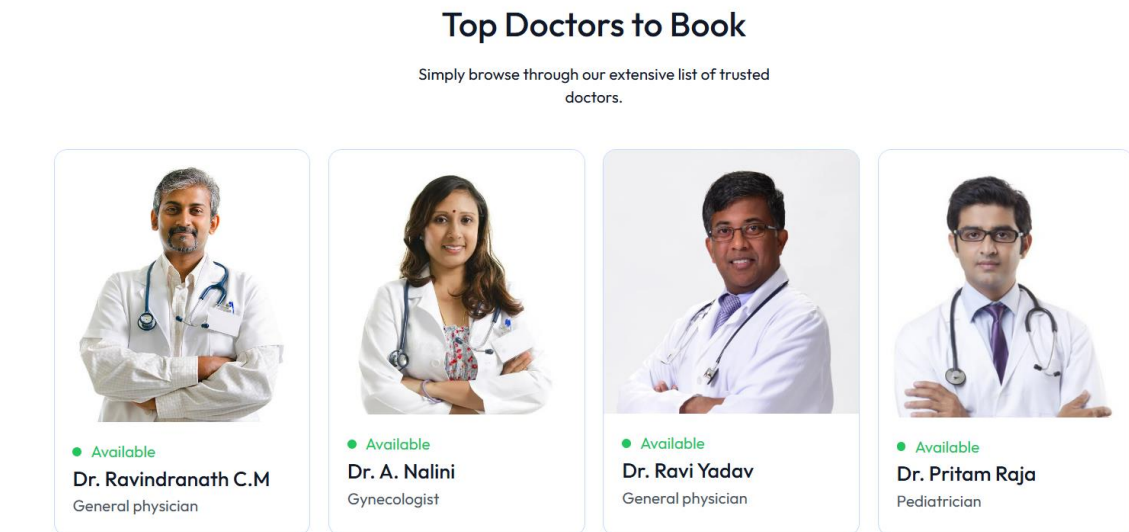 Top Doctors to Book
Simply browse through our extensive list of trusted
doctors.
Available
Dr. Ravindranath C.M
General physician
Available
Dr. A. Nalini
Gynecologist
Available
Dr. Ravi Yadav
General physician
Available
Dr. Pritam Raja
Pediatrician